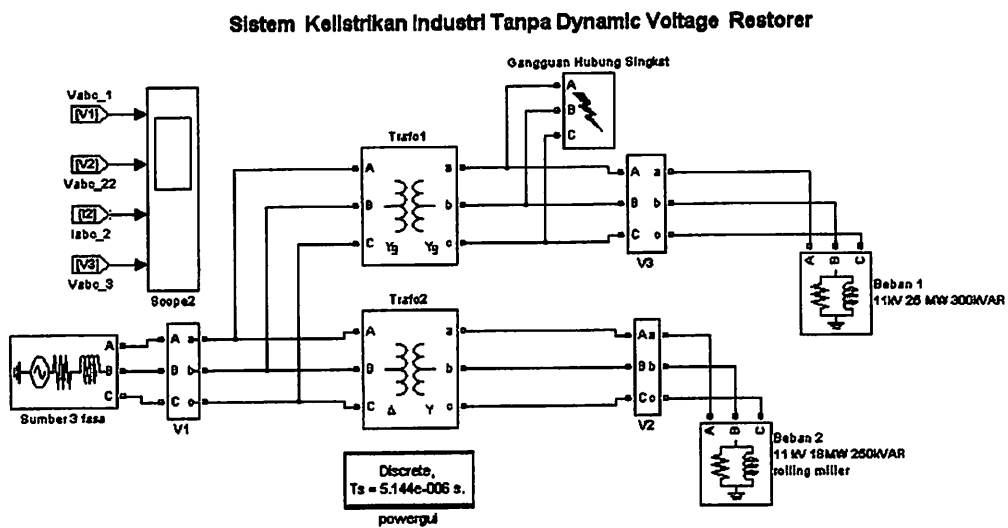 Sistem Kelistrikan Industri Tanpa Dynamic Voltage Restorer
Gangguan Hubung Singkat
A
B
C
Vabc_1
[V1]
[V2]
Vabc_22
[I2]
Iabc_2
[V3]
Vabc_3
Scope2
Trafo1
A
B
C
Yg
Yg
a
b
c
A
B
C
a
b
c
V3
A
B
C
Beban 1
11kV 25 MW 300kVAR
Sumber 3 fasa
A
B
C
A
B
C
a
b
c
V1
Trafo2
A
B
C
Δ
Y
a
b
c
Aa
Bb
Cc
V2
A
B
C
Beban 2
11 kV 18MW 250kVAR
rolling miller
Discrete,
Ts = 5.144e-006 s.
powergui